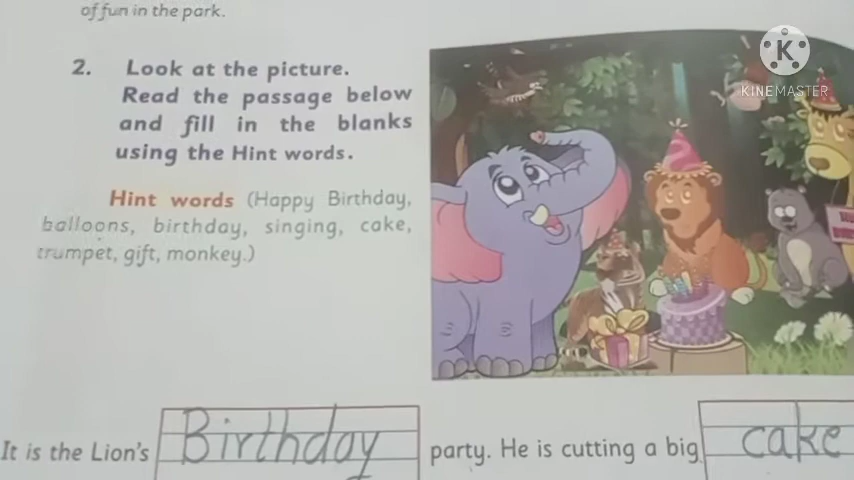 of fun in the park.
2. Look at the picture.
Read the passage below
and fill in the blanks
using the Hint words.
Hint words (Happy Birthday,
balloons, birthday, singing, cake,
trumpet, gift, monkey.)
K
KINEMASTER
It is the Lion's Birthday party. He is cutting a big cake